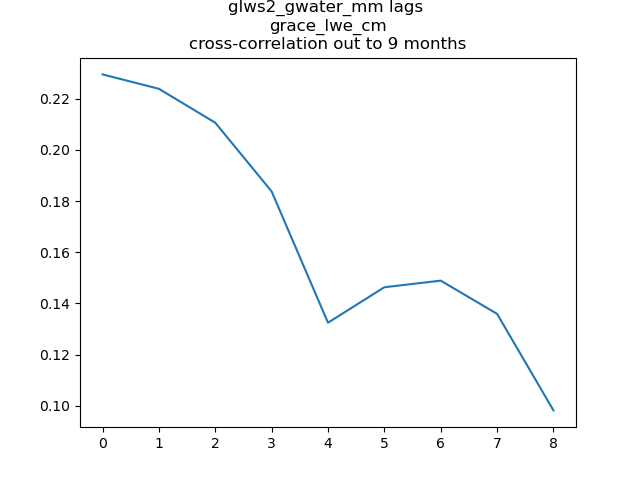 glws2_gwater_mm lags
grace_lwe_cm
cross-correlation out to 9 months
0.22
0.20
0.18
0.16
0.14
0.12
0.10
0 1 2 3 4 5 6 7 8